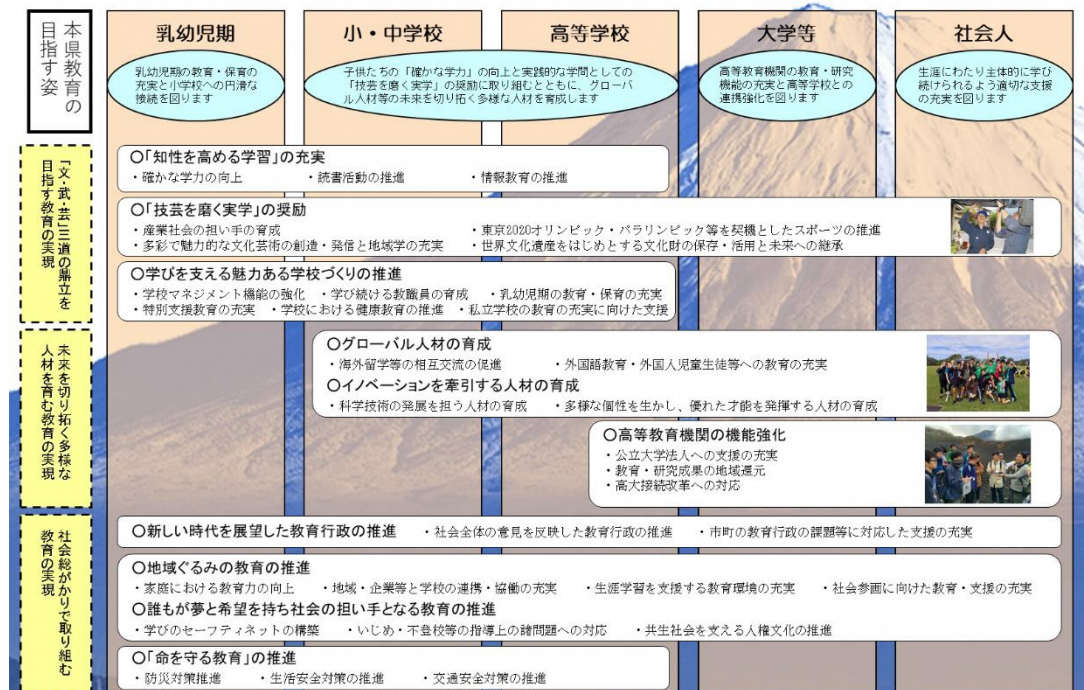 本県教育の
目指す姿
乳幼児期
小・中学校
高等学校
大学等
社会人
乳幼児期の教育・保育の
充実と小学校への円滑な
接続を図ります
子供たちの「確かな学力」の向上と実践的な学問としての
「技芸を磨く実学」の奨励に取り組むとともに、グローバ
ル人材等の未来を切り拓く多様な人材を育成します
高等教育機関の教育・研究
機能の充実と高等学校との
連携強化を図ります
生涯にわたり主体的に学び
続けられるよう適切な支援
の充実を図ります
「文・武・芸」三道の鼎立を
目指す教育の実現
○「知性を高める学習」の充実
・確かな学力の向上 ・読書活動の推進 ・情報教育の推進
○「技芸を磨く実学」の奨励
・産業社会の担い手の育成 ・東京2020オリンピック・パラリンピック等を契機としたスポーツの推進
・多彩で魅力的な文化芸術の創造・発信と地域学の充実 ・世界文化遺産をはじめとする文化財の保存・活用と未来への継承
○学びを支える魅力ある学校づくりの推進
・学校マネジメント機能の強化 ・学び続ける教職員の育成 ・乳幼児期の教育・保育の充実
・特別支援教育の充実 ・学校における健康教育の推進 ・私立学校の教育の充実に向けた支援
未来を切り拓く多様な
人材を育む教育の実現
○グローバル人材の育成
・海外留学等の相互交流の促進 ・外国語教育・外国人児童生徒等への教育の充実
○イノベーションを牽引する人材の育成
・科学技術の発展を担う人材の育成 ・多様な個性を生かし、優れた才能を発揮する人材の育成
○高等教育機関の機能強化
・公立大学法人への支援の充実
・教育・研究成果の地域還元
・高大接続改革への対応
社会総がかりで取り組む
教育の実現
○新しい時代を展望した教育行政の推進 ・社会全体の意見を反映した教育行政の推進 ・市町の教育行政の課題等に対応した支援の充実
○地域ぐるみの教育の推進
・家庭における教育力の向上 ・地域・企業等と学校の連携・協働の充実 ・生涯学習を支援する教育環境の充実 ・社会参画に向けた教育・支援の充実
○誰もが夢と希望を持ち社会の担い手となる教育の推進
・学びのセーフティネットの構築 ・いじめ・不登校等の指導上の諸問題への対応 ・共生社会を支える人権文化の推進
○「命を守る教育」の推進
・防災対策推進 ・生活安全対策の推進 ・交通安全対策の推進